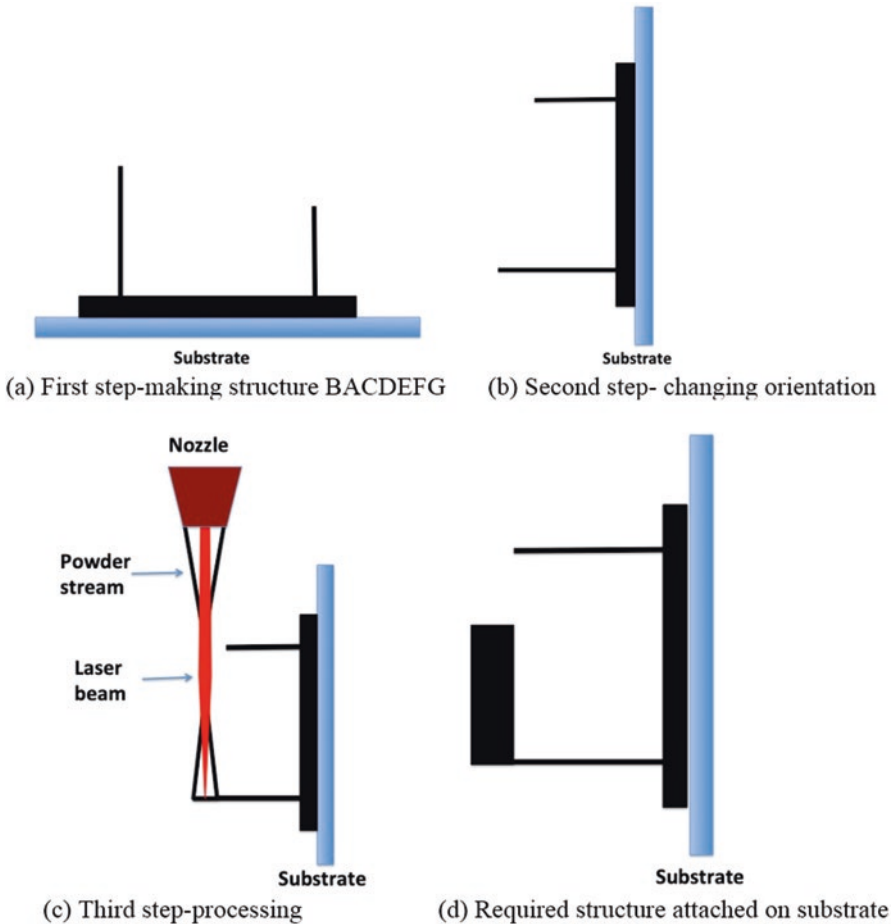 Substrate
(a) First step-making structure BACDEFG
Substrate
(b) Second step- changing orientation
Nozzle
Powder
stream
Laser
beam
Substrate
(c) Third step-processing
Substrate
(d) Required structure attached on substrate